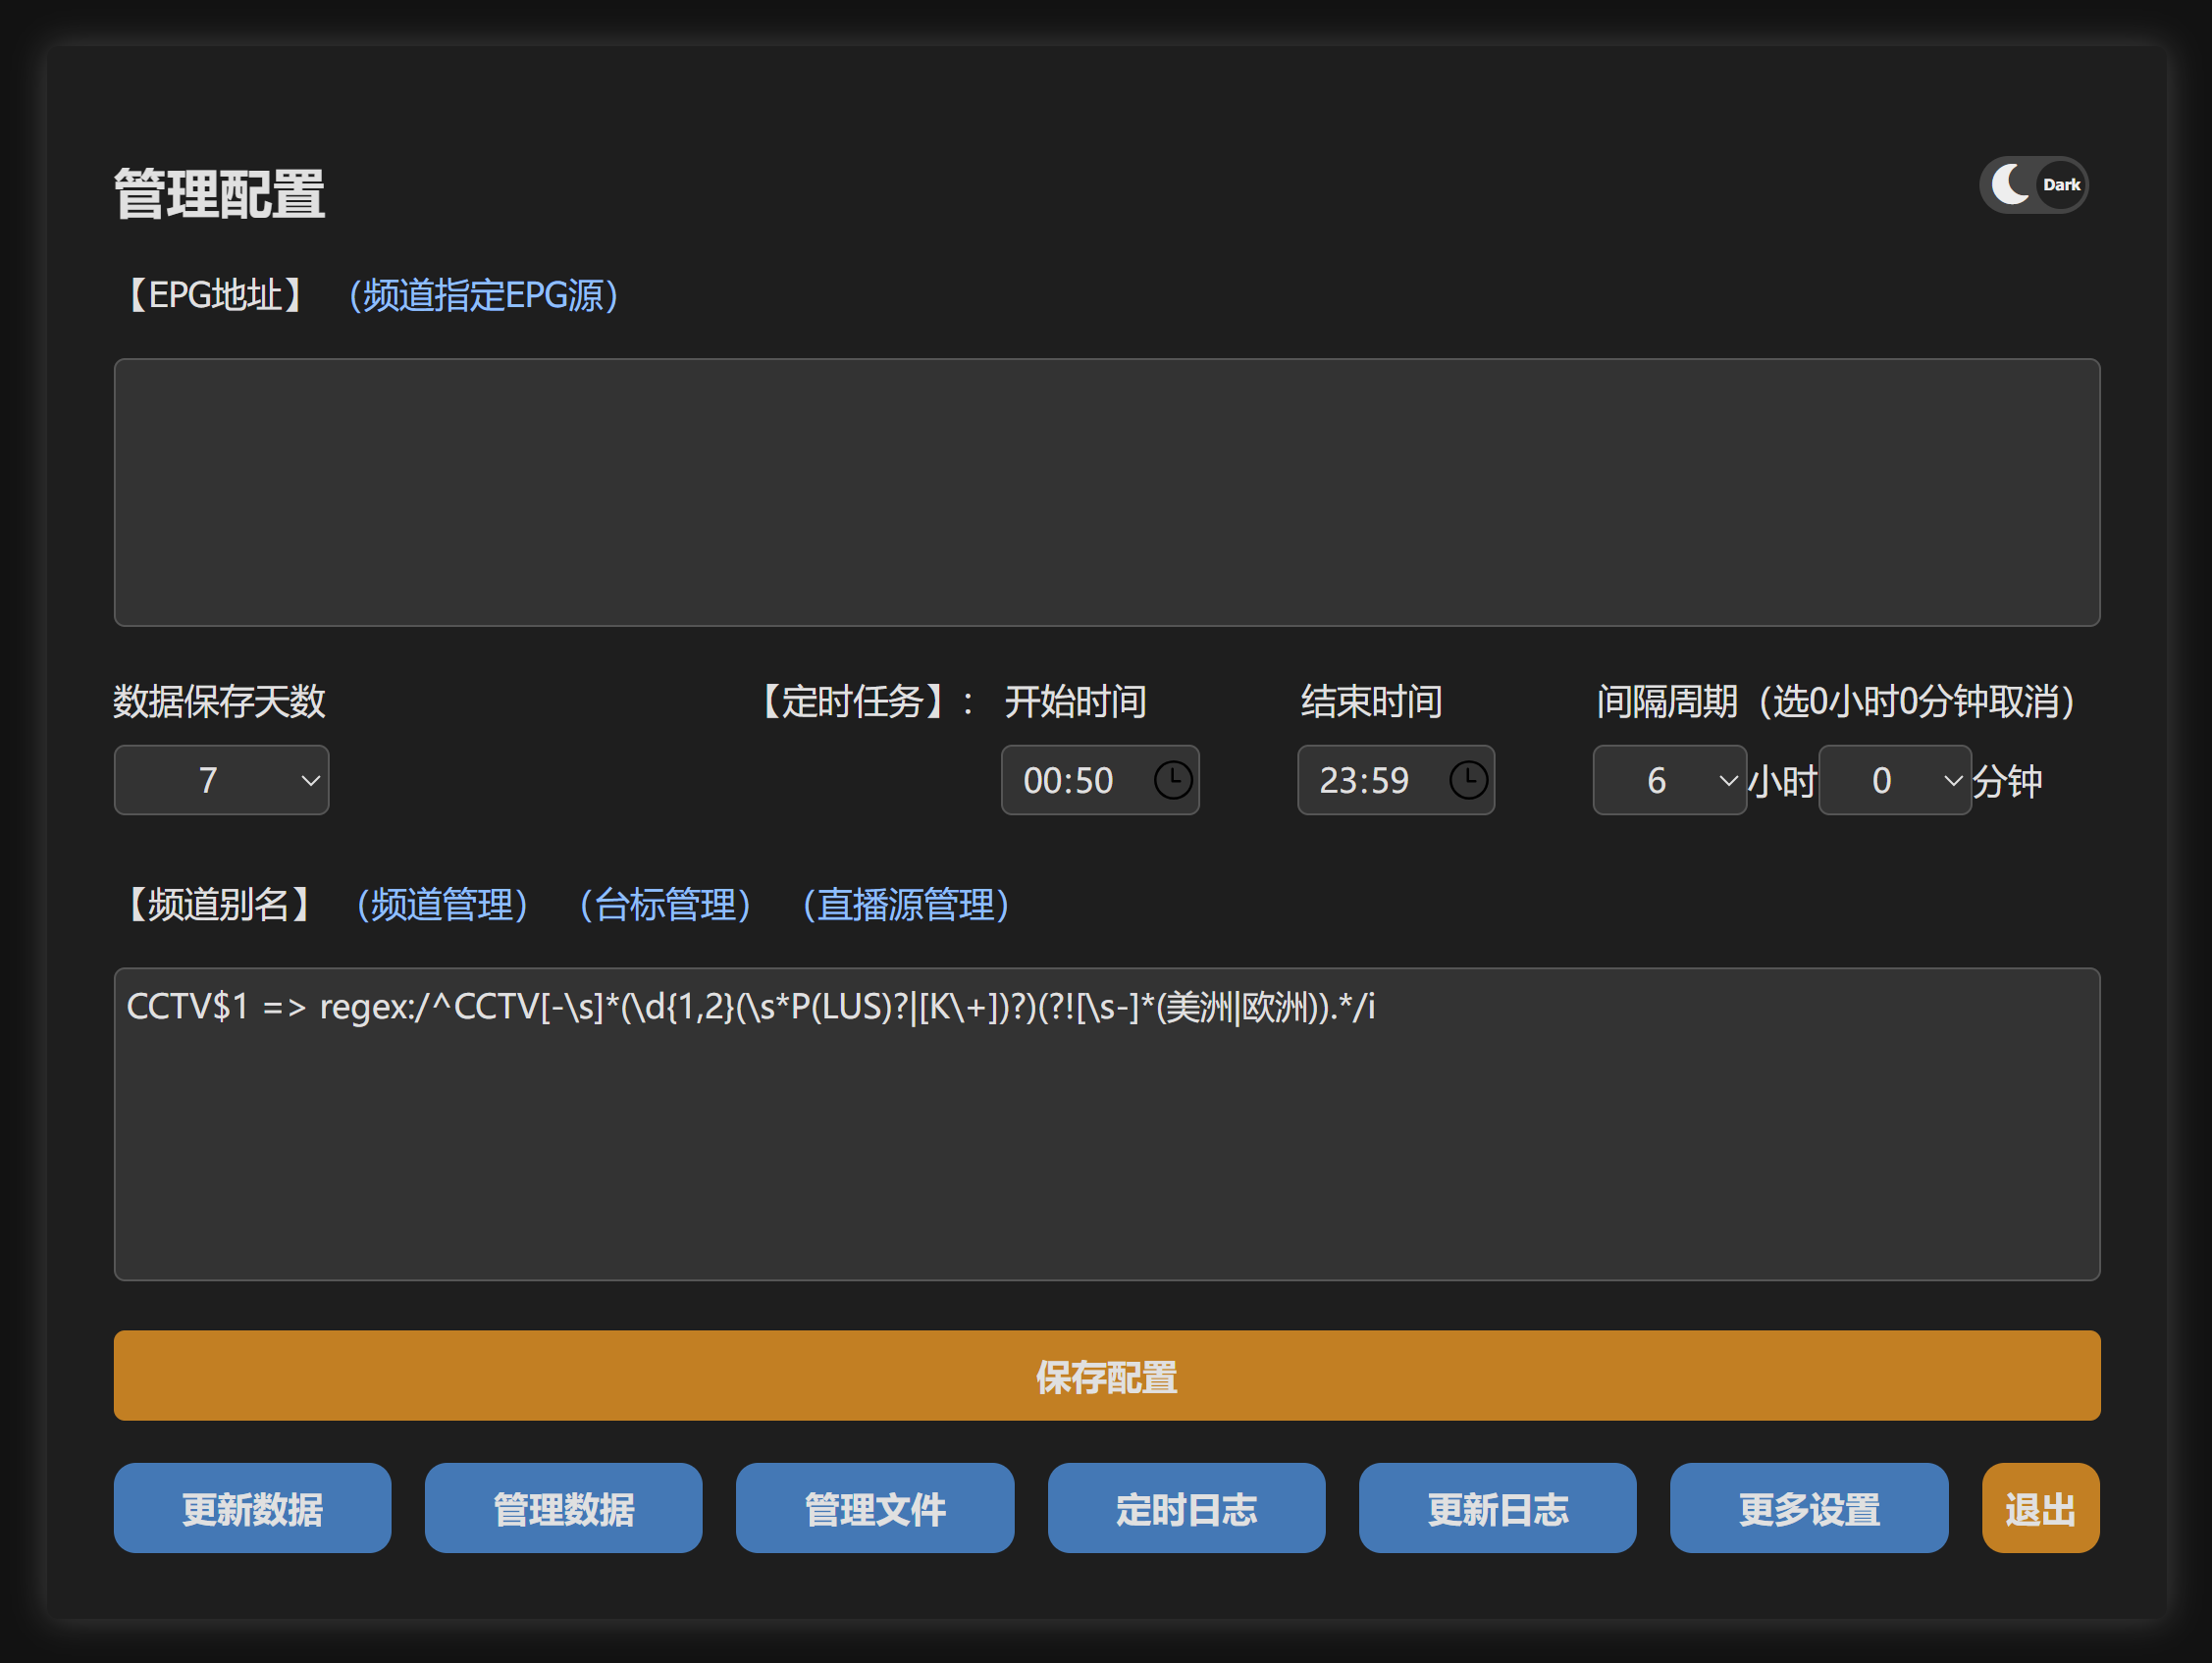 管理配置
Dark
【EPG地址】 （频道指定EPG源）
数据保存天数 【定时任务】： 开始时间 结束时间 间隔周期（选0小时0分钟取消）
7 00:50 23:59 6 小时 0 分钟
【频道别名】 （频道管理） （台标管理） （直播源管理）
CCTV$1 => regex:/^CCTV[-\s]*(\d{1,2}(\s*P(LUS)?|[K\+])?)(?![\s-]*(美洲|欧洲)).*/i
保存配置
更新数据 管理数据 管理文件 定时日志 更新日志 更多设置 退出